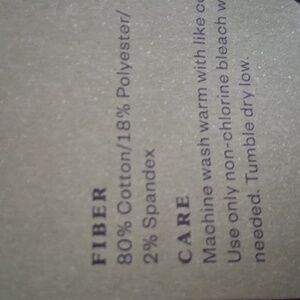 FIBER
80% Cotton/18% Polyester/
2% Spandex
CARE
Machine wash warm with like
Use only non-chlorine bleach
needed. Tumble dry low.